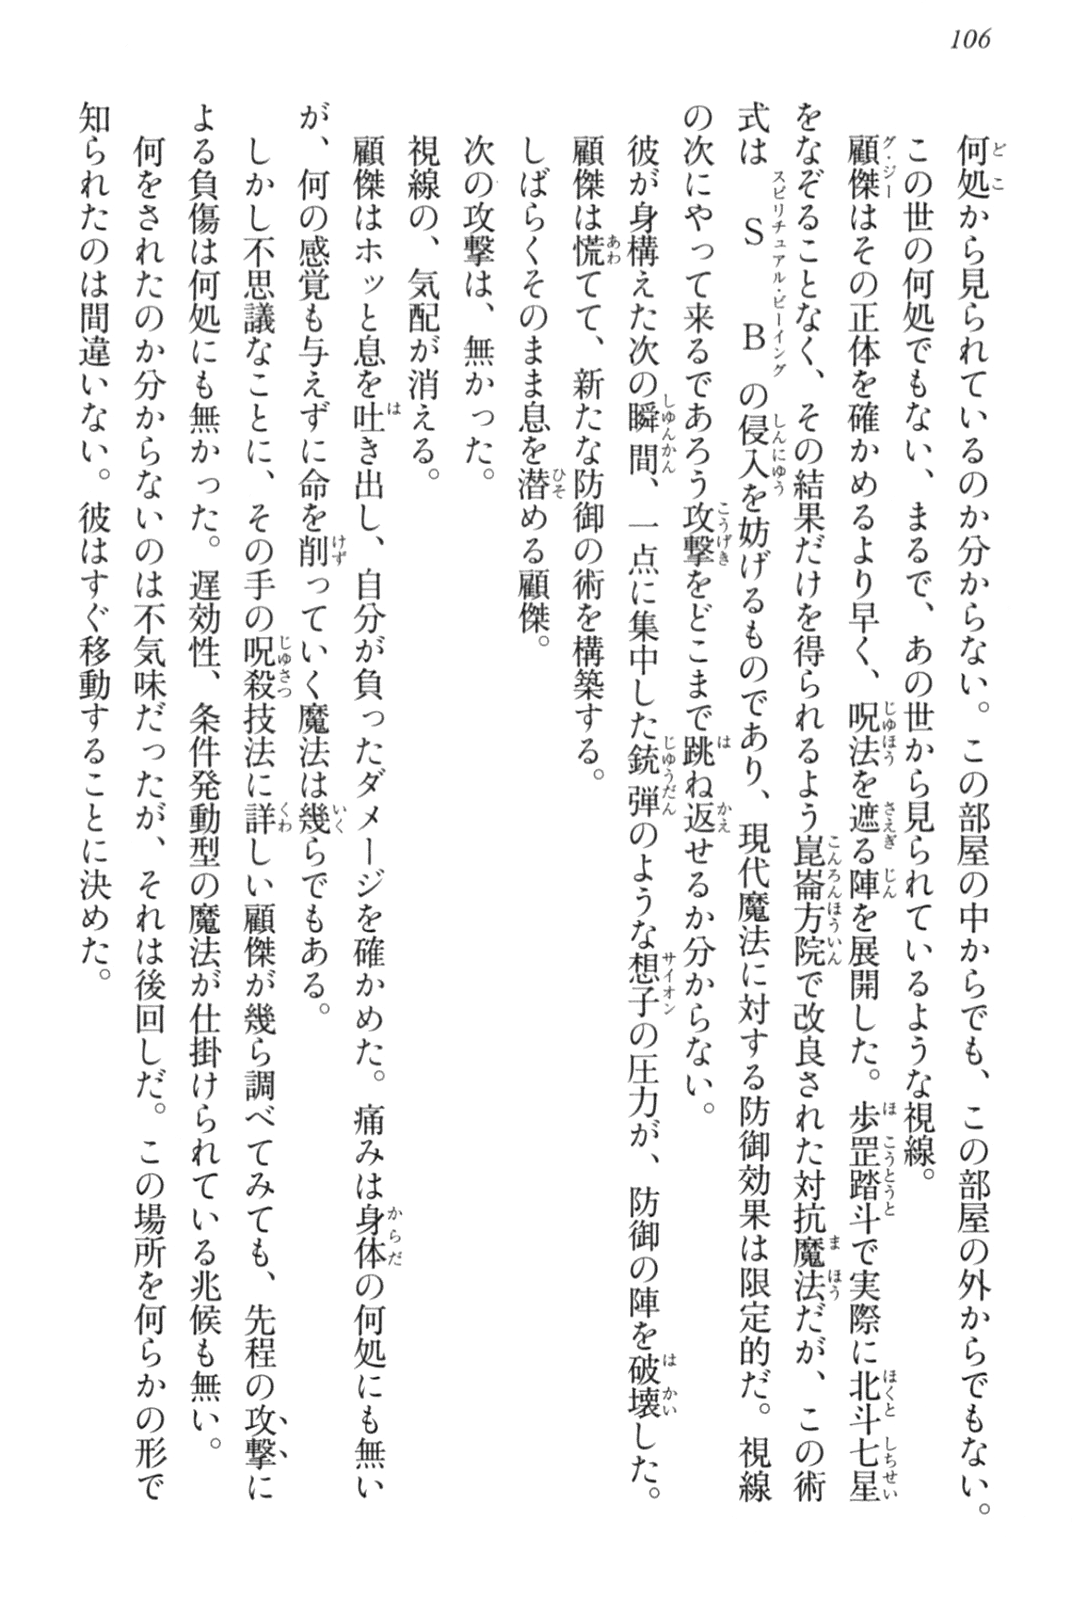 106
何処から見られているのか分からない。この部屋の中からでも、この部屋の外からでもない。
この世の何処でもない、まるで、あの世から見られているような視線。
顧傑はその正体を確かめるより早く、呪法を遮る陣を展開した。歩罡踏斗で実際に北斗七星
をなぞることなく、その結果だけを得られるよう崑崙方院で改良された対抗魔法だが、この術
式はSBの侵入を妨げるものであり、現代魔法に対する防御効果は限定的だ。視線
の次にやって来るであろう攻撃をどこまで跳ね返せるか分からない。
彼が身構えた次の瞬間、一点に集中した銃弾のような想子の圧力が、防御の陣を破壊した。
顧傑は慌てて、新たな防御の術を構築する。
しばらくそのまま息を潜める顧傑。
次の攻撃は、無かった。
視線の、気配が消える。
顧傑はホッと息を吐き出し、自分が負ったダメージを確かめた。痛みは身体の何処にも無い
が、何の感覚も与えずに命を削っていく魔法は幾らでもある。
しかし不思議なことに、その手の呪殺技法に詳しい顧傑が幾ら調べてみても、先程の攻撃に
よる負傷は何処にも無かった。遅効性、条件発動型の魔法が仕掛けられている兆候も無い。
何をされたのか分からないのは不気味だったが、それは後回しだ。この場所を何らかの形で
知られたのは間違いない。彼はすぐ移動することに決めた。